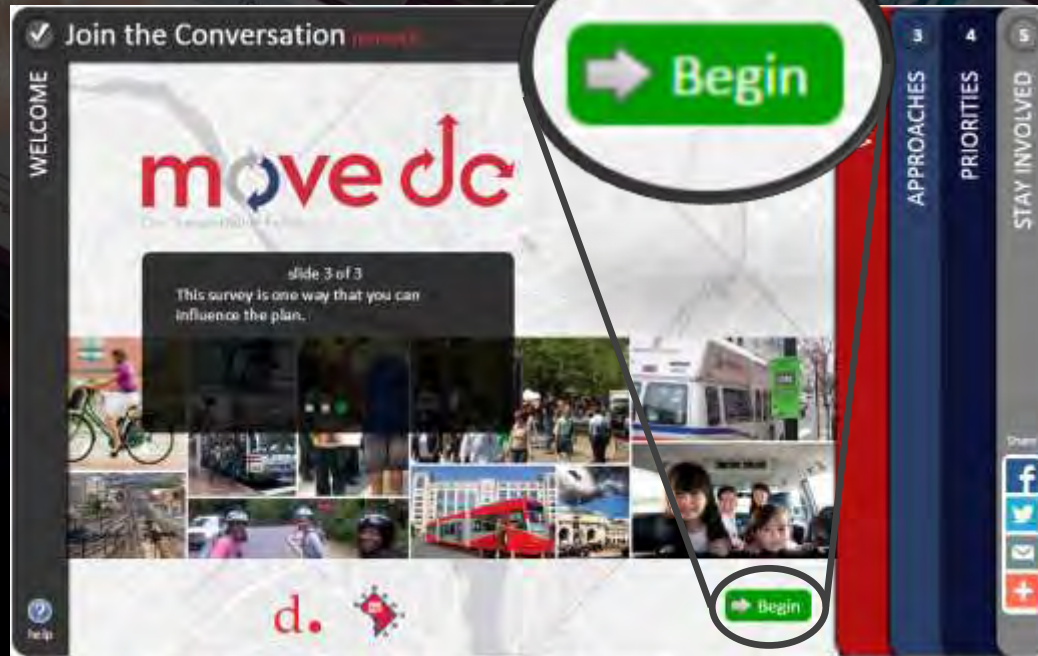 Join the Conversation
WELCOME
Begin
move dc
slide 3 of 3
This survey is one way that you can
influence the plan.
d.
Begin
help
3
APPROACHES
4
PRIORITIES
5
STAY INVOLVED
Share